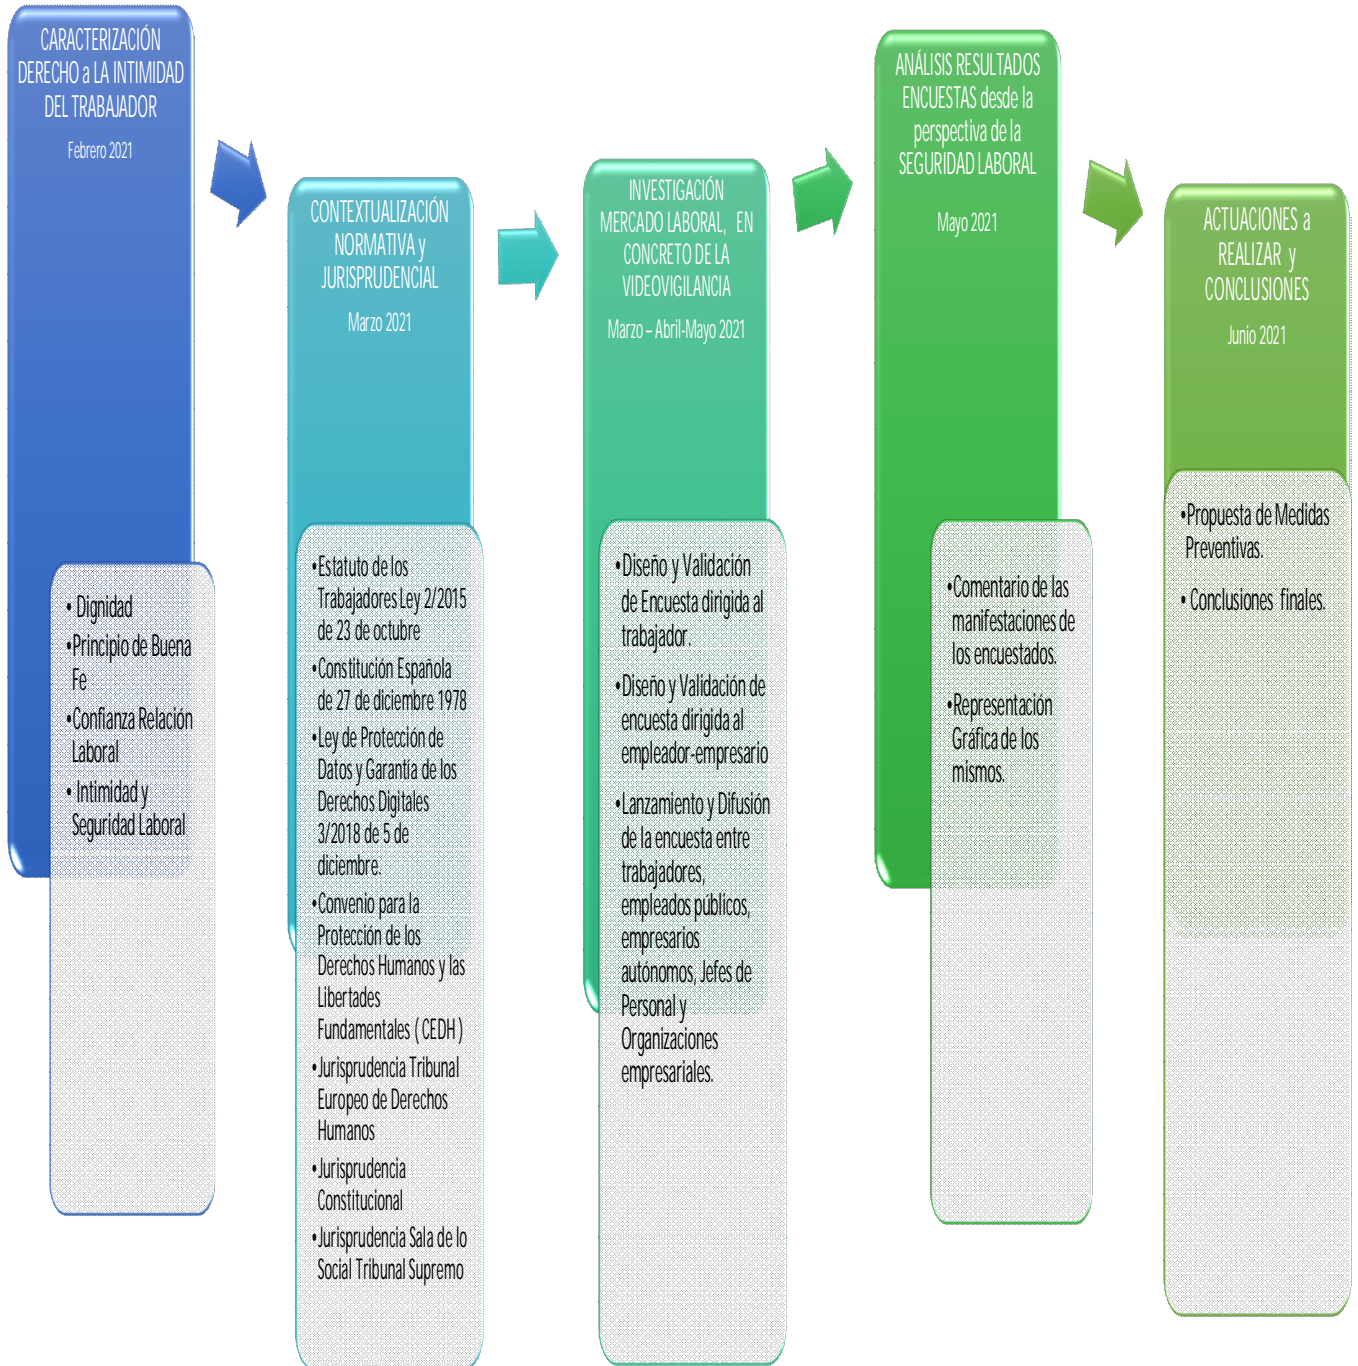 CARACTERIZACIÓN
DERECHO a LA INTIMIDAD
DEL TRABAJADOR
Febrero 2021
• Dignidad
•Principio de Buena
Fe
•Confianza Relación
Laboral
• Intimidad y
Seguridad Laboral
CONTEXTUALIZACIÓN
NORMATIVA y
JURISPRUDENCIAL
Marzo 2021
•Estatuto de los
Trabajadores Ley 2/2015
de 23 de octubre
•Constitución Española
de 27 de diciembre 1978
•Ley de Protección de
Datos y Garantía de los
Derechos Digitales
3/2018 de 5 de
diciembre.
•Convenio para la
Protección de los
Derechos Humanos y las
Libertades
Fundamentales ( CEDH )
•Jurisprudencia Tribunal
Europeo de Derechos
Humanos
•Jurisprudencia
Constitucional
•Jurisprudencia Sala de lo
Social Tribunal Supremo
INVESTIGACIÓN
MERCADO LABORAL, EN
CONCRETO DE LA
VIDEOVIGILANCIA
Marzo – Abril-Mayo 2021
•Diseño y Validación
de Encuesta dirigida al
trabajador.
•Diseño y Validación de
encuesta dirigida al
empleador-empresario
•Lanzamiento y Difusión
de la encuesta entre
trabajadores,
empleados públicos,
empresarios
autónomos, Jefes de
Personal y
Organizaciones
empresariales.
ANÁLISIS RESULTADOS
ENCUESTAS desde la
perspectiva de la
SEGURIDAD LABORAL
Mayo 2021
•Comentario de las
manifestaciones de
los encuestados.
•Representación
Gráfica de los
mismos.
ACTUACIONES a
REALIZAR y
CONCLUSIONES
Junio 2021
•Propuesta de Medidas
Preventivas.
• Conclusiones finales.